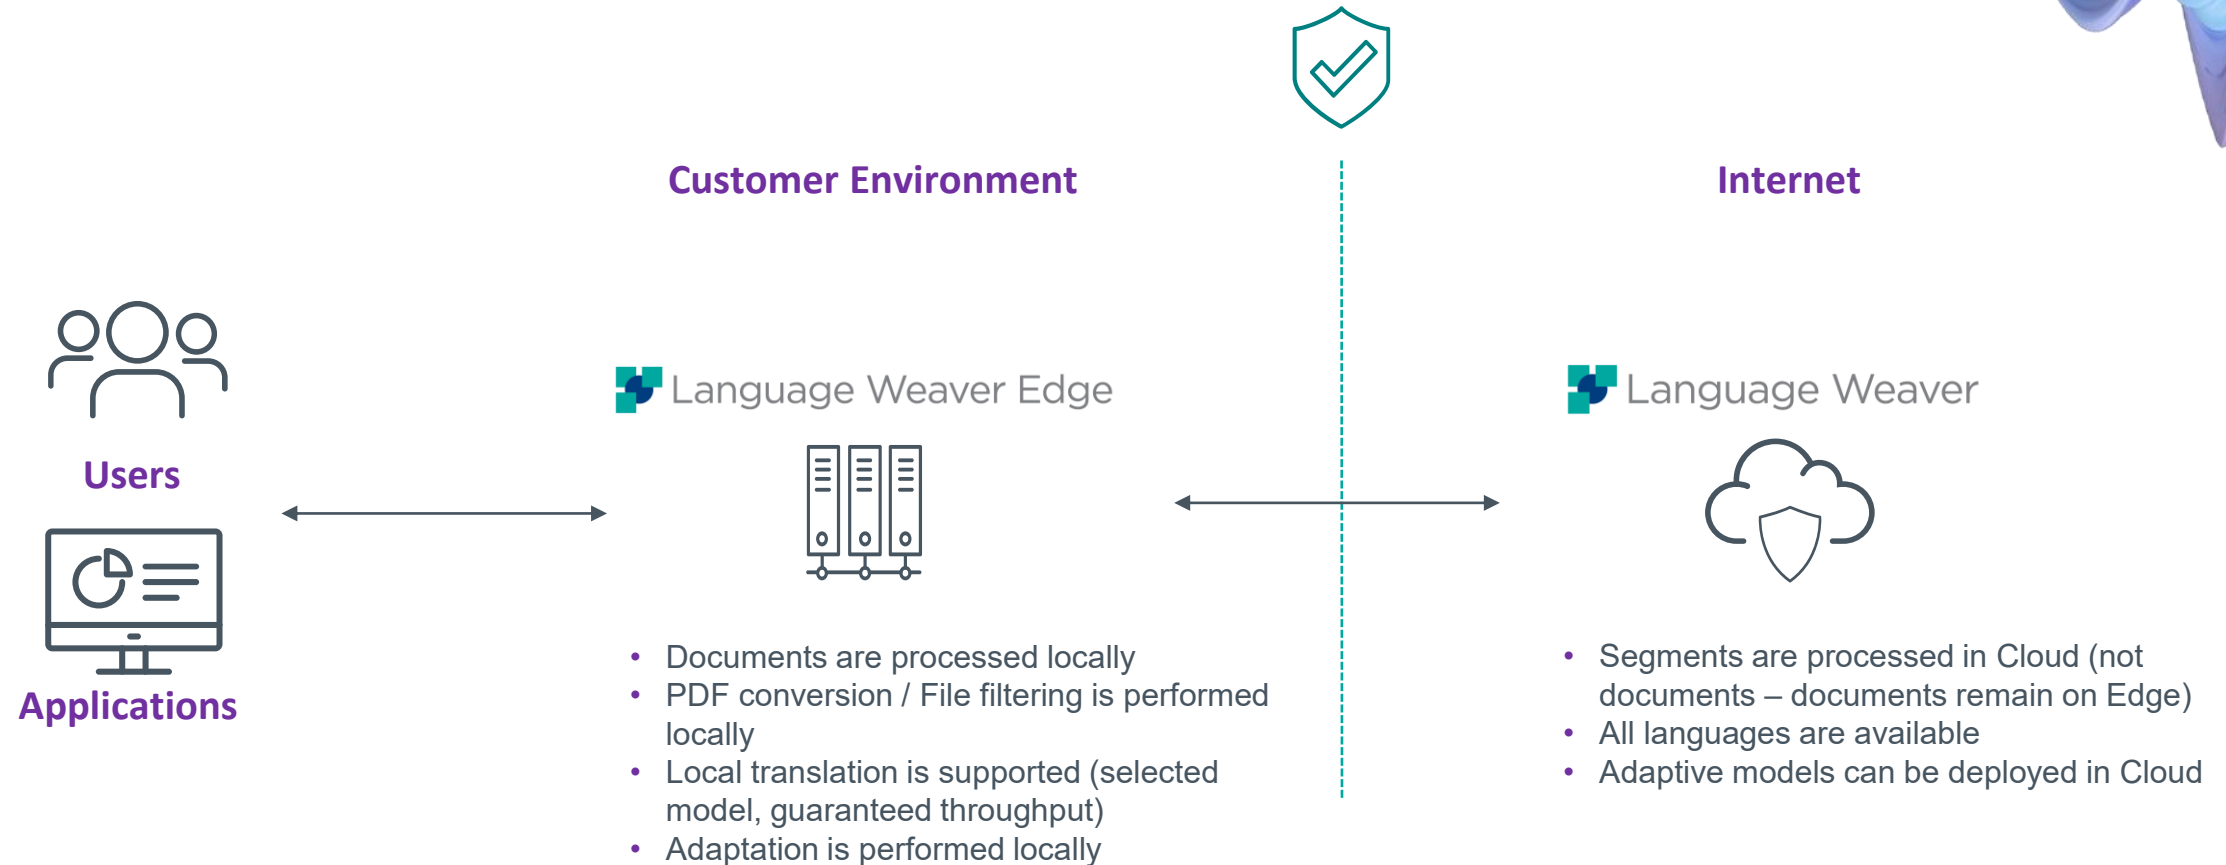 Customer Environment
Internet
Users
Applications
Language Weaver Edge
• Documents are processed locally
• PDF conversion / File filtering is performed
locally
• Local translation is supported (selected
model, guaranteed throughput)
• Adaptation is performed locally
Language Weaver
• Segments are processed in Cloud (not
documents – documents remain on Edge)
• All languages are available
• Adaptive models can be deployed in Cloud